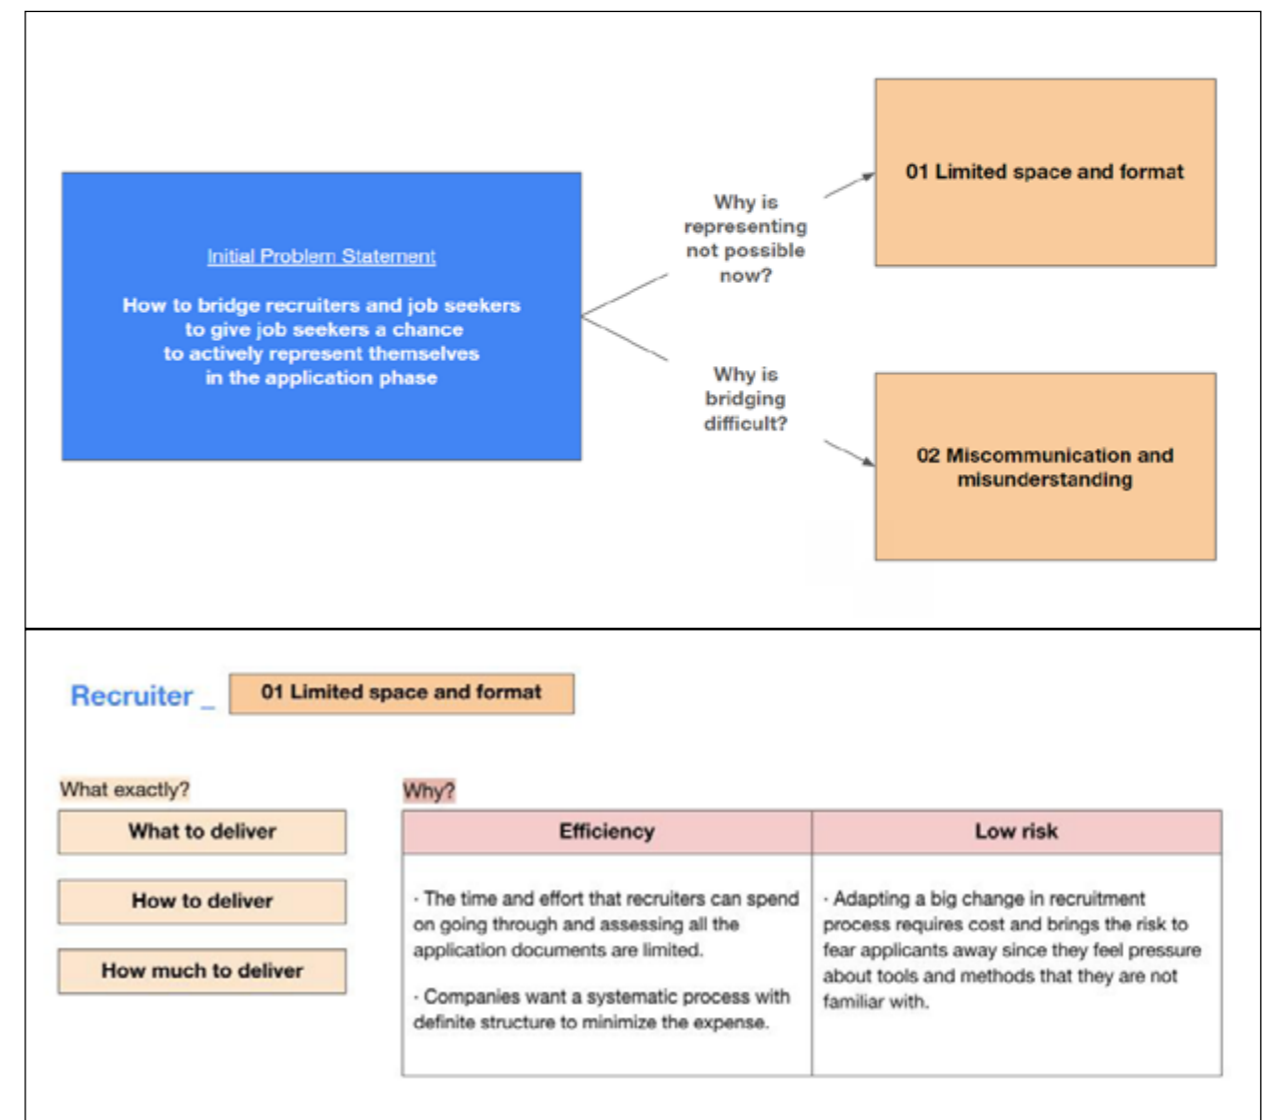 Initial Problem Statement
How to bridge recruiters and job seekers
to give job seekers a chance
to actively represent themselves
in the application phase
Why is
representing
not possible
now?
01 Limited space and format
Why is
bridging
difficult?
02 Miscommunication and
misunderstanding
Recruiter _
01 Limited space and format
What exactly?
What to deliver
How to deliver
How much to deliver
Why?
Efficiency
· The time and effort that recruiters can spend
on going through and assessing all the
application documents are limited.
· Companies want a systematic process with
definite structure to minimize the expense.
Low risk
· Adapting a big change in recruitment
process requires cost and brings the risk to
fear applicants away since they feel pressure
about tools and methods that they are not
familiar with.